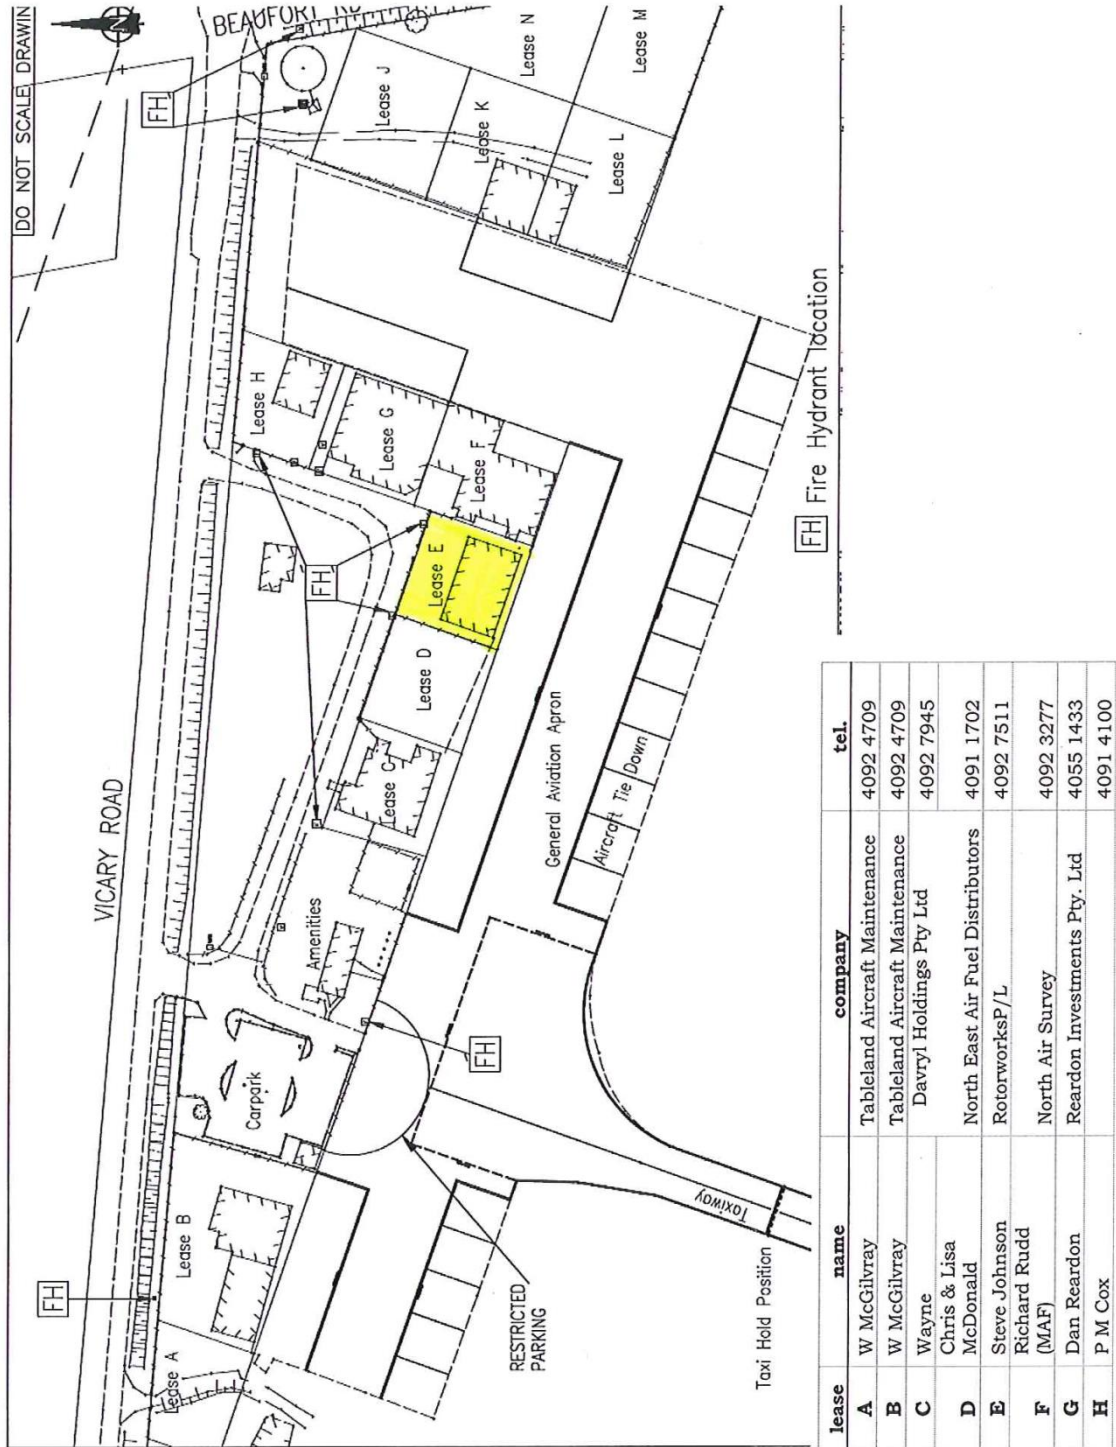 DO NOT SCALE DRAWIN
N
BEAUFORT RD
VICARY ROAD
FH
FH
FH
FH
Lease A
Lease B
Carpark
Amenities
Lease C
Lease D
Lease E
Lease F
Lease G
Lease H
Lease J
Lease K
Lease L
Lease N
Lease M
RESTRICTED
PARKING
General Aviation Apron
Aircraft Tie Down
Taxiway
Taxi Hold Position
FH Fire Hydrant location
lease name company tel.
A W McGilvray Tableland Aircraft Maintenance 4092 4709
B W McGilvray Tableland Aircraft Maintenance 4092 4709
C Wayne Davryl Holdings Pty Ltd 4092 7945
Chris & Lisa
D McDonald North East Air Fuel Distributors 4091 1702
E Steve Johnson RotorworksP/L 4092 7511
Richard Rudd
F (MAF) North Air Survey 4092 3277
G Dan Reardon Reardon Investments Pty. Ltd 4055 1433
H P M Cox 4091 4100